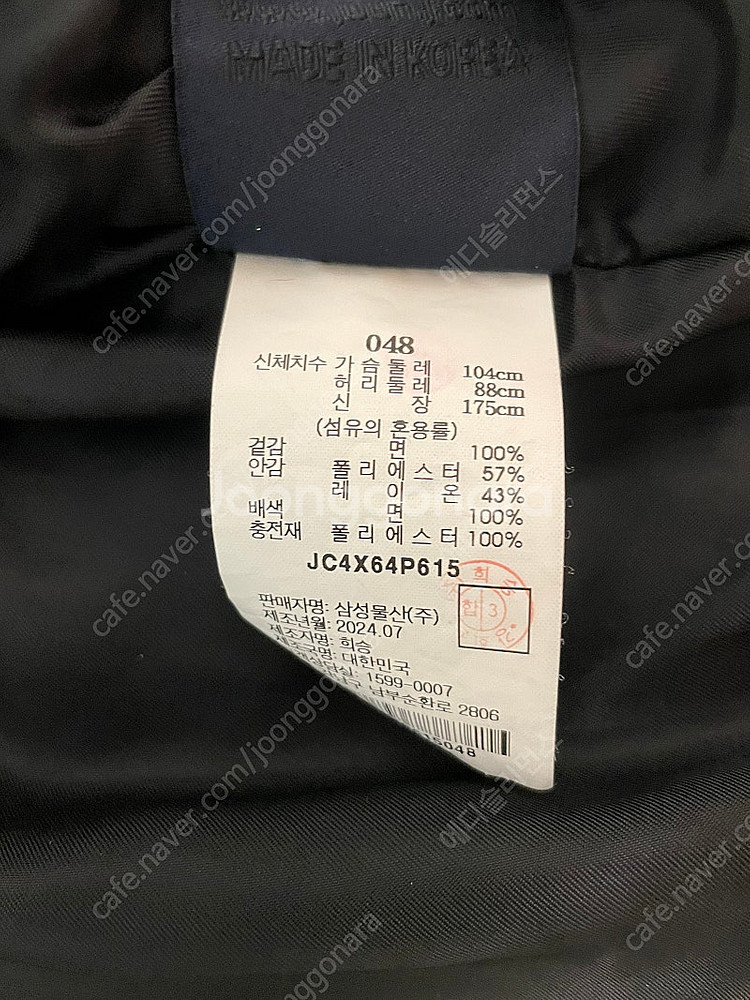 MADE IN KOREA
048
신체치수 가슴둘레 104cm
허리둘레 88cm
신장 175cm
(섬유의 혼용률)
겉감 면 100%
안감 폴리에스터 57%
레이온 43%
배색 면 100%
충전재 폴리에스터 100%
JC4X64P615
판매자명: 삼성물산(주)
제조년월: 2024.07
제조자명: 희승
제조국명: 대한민국
1599-0007
남부순환로 2806
합 3
Joonggonara
cafe.naver.com/joonggonara
에디슬리먼스